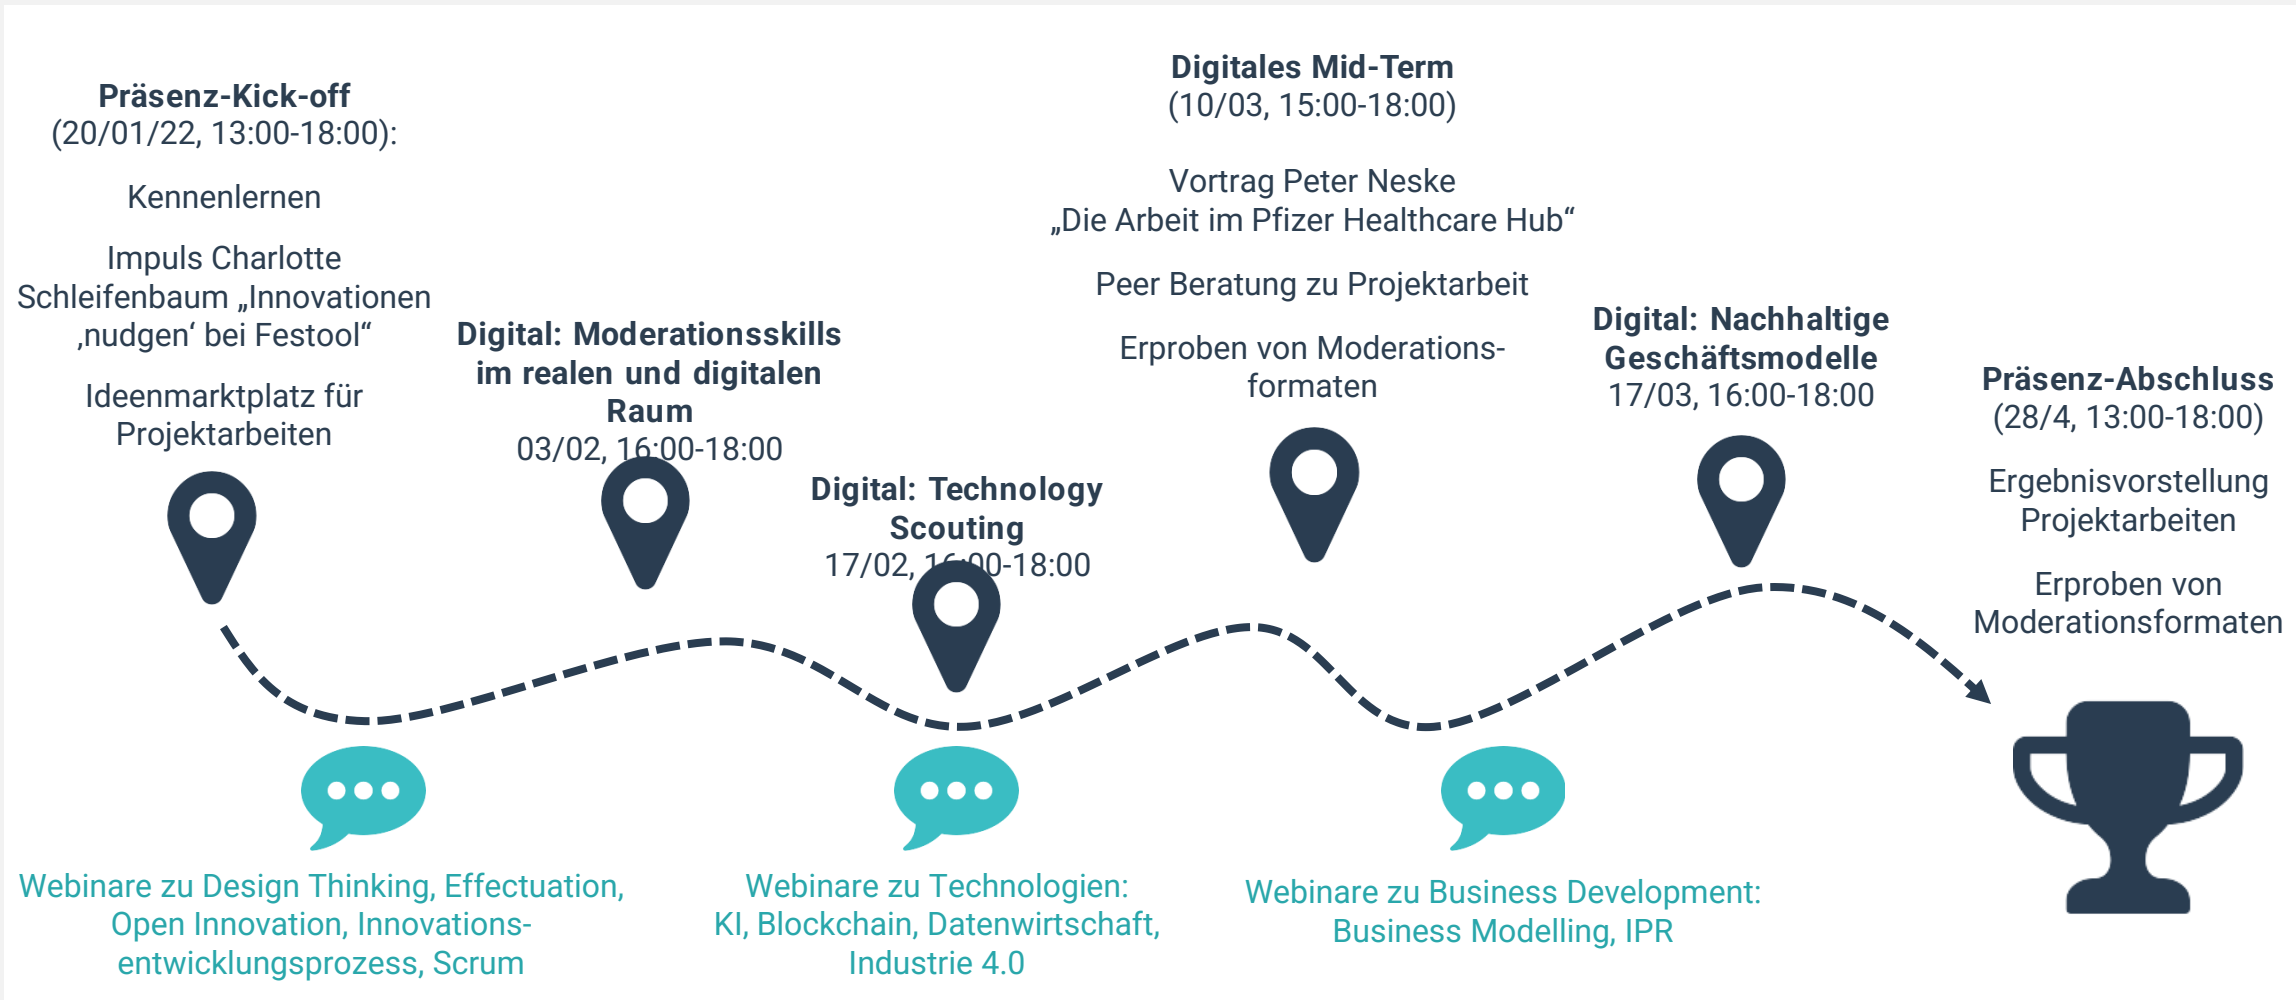 Präsenz-Kick-off
(20/01/22, 13:00-18:00):
Kennenlernen
Impuls Charlotte
Schleifenbaum „Innovationen
‚nudgen‘ bei Festool“
Ideenmarktplatz für
Projektarbeiten
Digital: Moderationsskills
im realen und digitalen
Raum
03/02, 16:00-18:00
Digital: Technology
Scouting
17/02, 16:00-18:00
Digitales Mid-Term
(10/03, 15:00-18:00)
Vortrag Peter Neske
„Die Arbeit im Pfizer Healthcare Hub“
Peer Beratung zu Projektarbeit
Erproben von Moderations-
formaten
Digital: Nachhaltige
Geschäftsmodelle
17/03, 16:00-18:00
Präsenz-Abschluss
(28/4, 13:00-18:00)
Ergebnisvorstellung
Projektarbeiten
Erproben von
Moderationsformaten
Webinare zu Design Thinking, Effectuation,
Open Innovation, Innovations-
entwicklungsprozess, Scrum
Webinare zu Technologien:
KI, Blockchain, Datenwirtschaft,
Industrie 4.0
Webinare zu Business Development:
Business Modelling, IPR